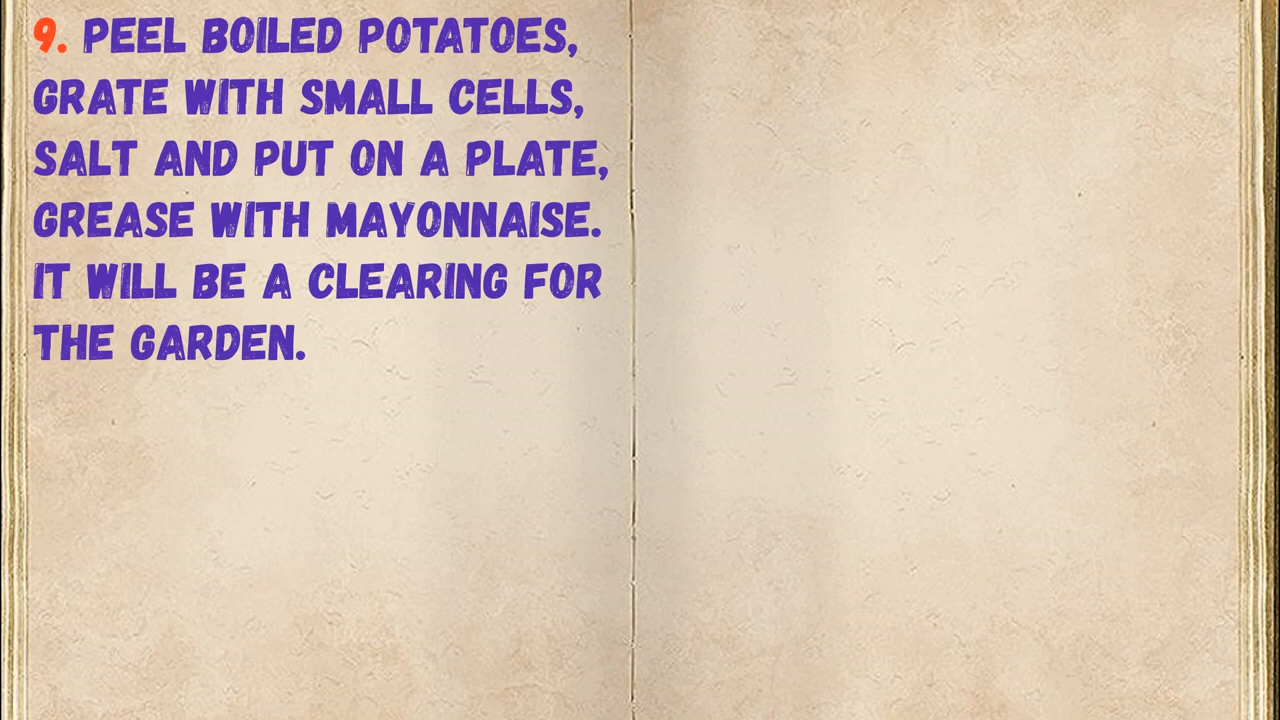 9. PEEL BOILED POTATOES,
GRATE WITH SMALL CELLS,
SALT AND PUT ON A PLATE,
GREASE WITH MAYONNAISE.
IT WILL BE A CLEARING FOR
THE GARDEN.